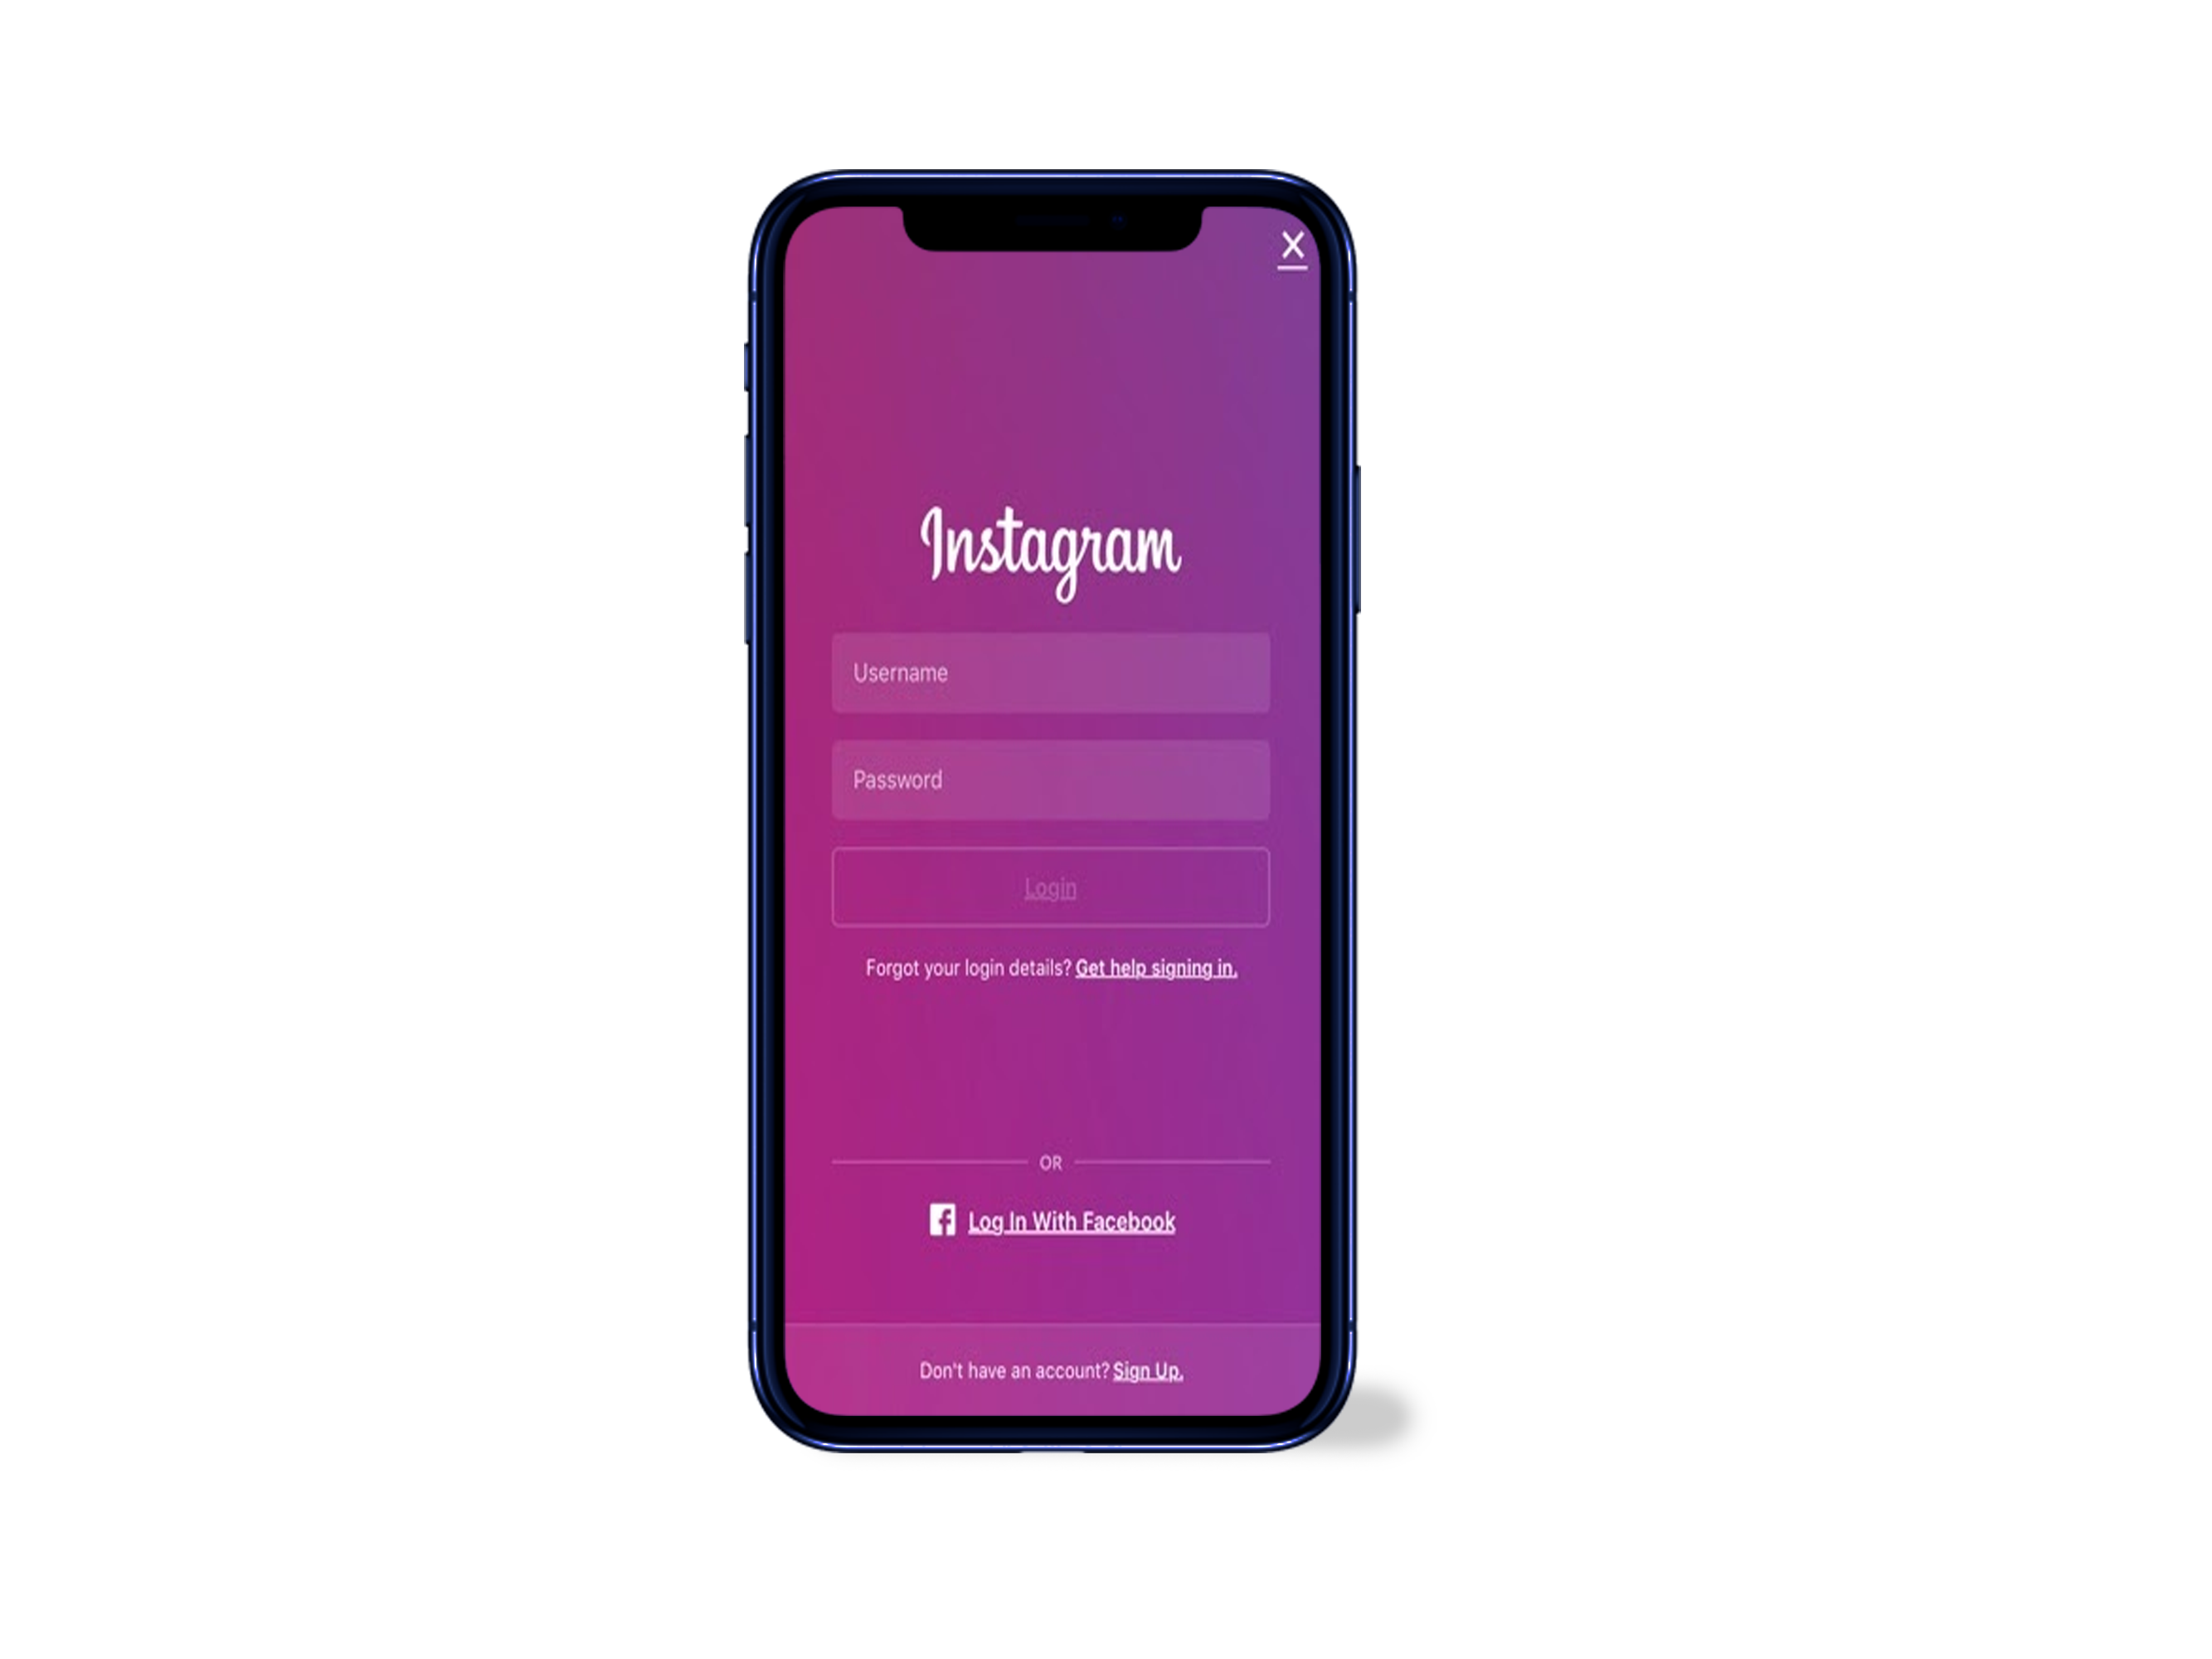 X
Instagram
Username
Password
Login
Forgot your login details? Get help signing in.
OR
Log In With Facebook
Don't have an account? Sign Up.